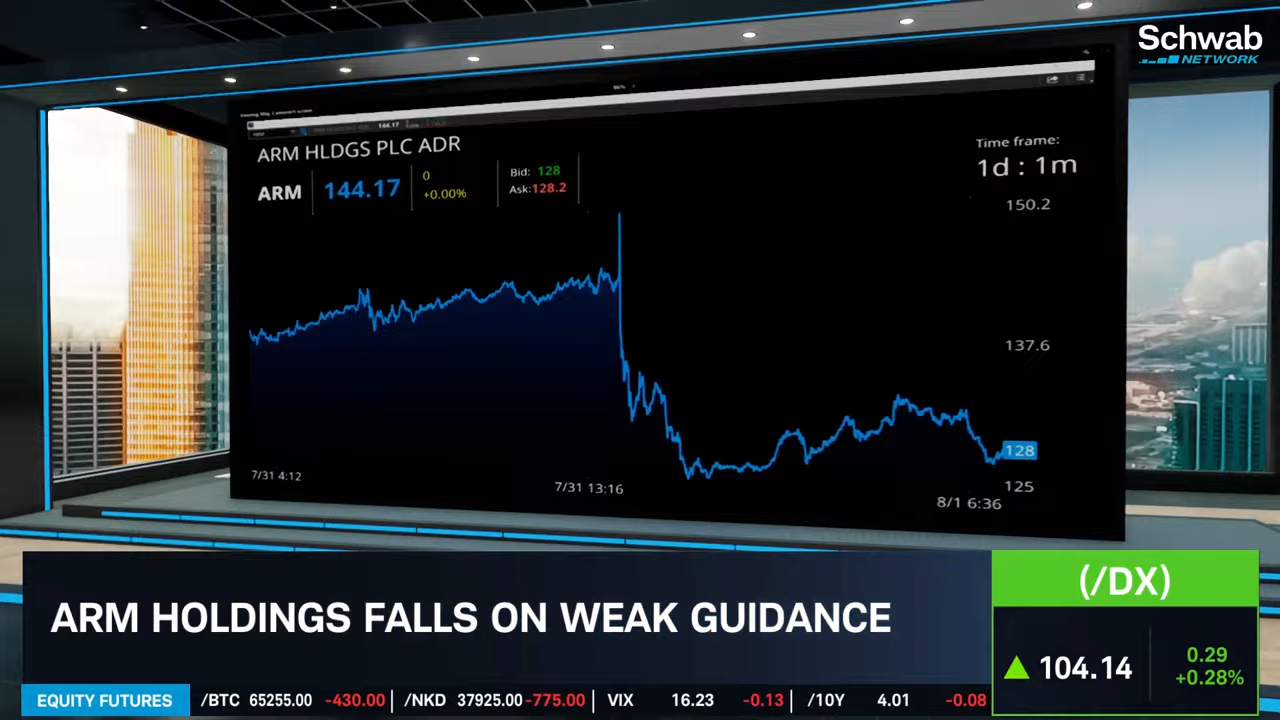 Schwab
NETWORK
144.17
ARM HLDGS PLC ADR
ARM
144.17
0
+0.00%
Bid: 128
Ask:128.2
Time frame:
1d : 1m
150.2
137.6
128
125
7/31 4:12
7/31 13:16
8/1 6:36
ARM HOLDINGS FALLS ON WEAK GUIDANCE
(/DX)
104.14
0.29
+0.28%
EQUITY FUTURES /BTC 65255.00 -430.00 /NKD 37925.00 -775.00 VIX 16.23 -0.13 /10Y 4.01 -0.08